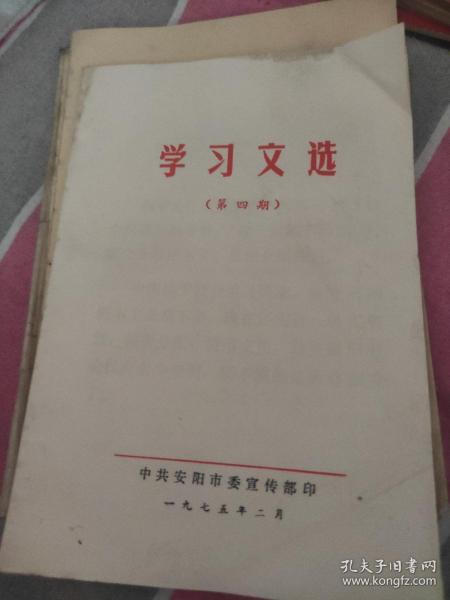 学习文选
（第四期）
中共安阳市委宣传部印
一九七五年二月
孔夫子旧书网
www.kongfz.com